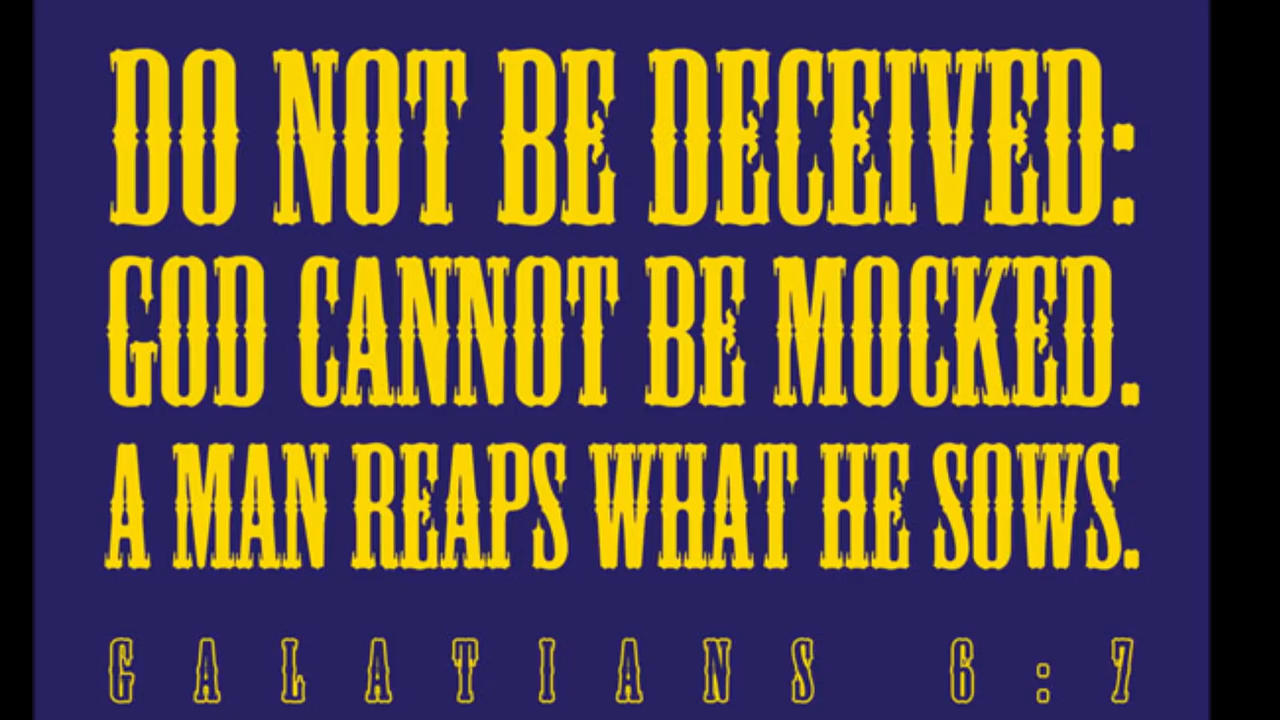 DO NOT BE DECEIVED:
GOD CANNOT BE MOCKED.
A MAN REAPS WHAT HE SOWS.
GALATIANS 6:7